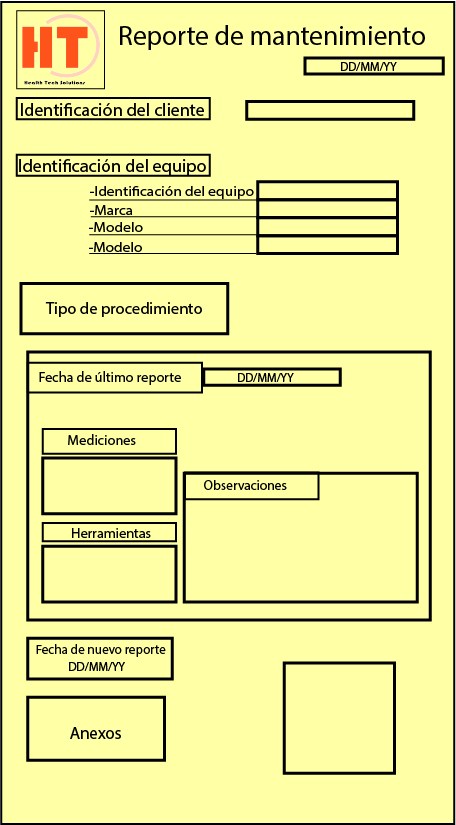 HT
Health Tech Solutions
Reporte de mantenimiento
DD/MM/YY
Identificación del cliente
Identificación del equipo
-Identificación del equipo
-Marca
-Modelo
-Modelo
Tipo de procedimiento
Fecha de último reporte
DD/MM/YY
Mediciones
Observaciones
Herramientas
Fecha de nuevo reporte
DD/MM/YY
Anexos